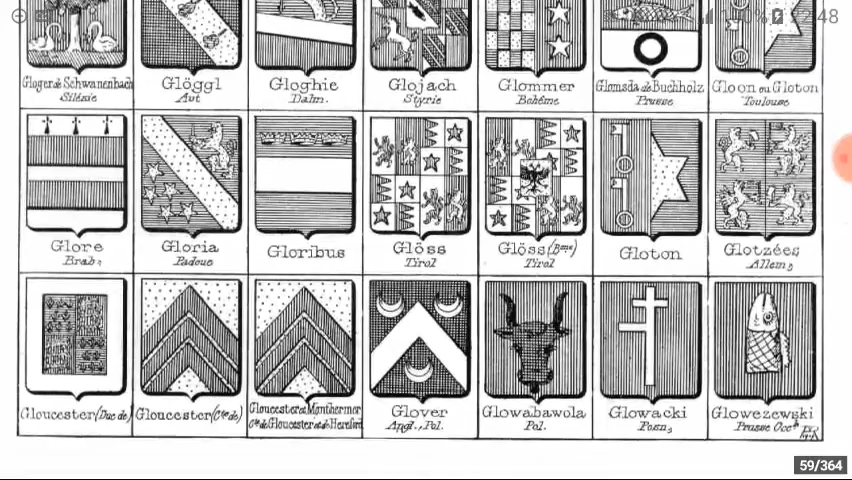 Gloger de Schwanenbach
Silésie
Glöggl
Aut
Gloghie
Dalm.
Glojach
Styrie
Glommer
Bohême
Glomsda de Buchholz
Prusse
Gloon ou Gloton
Toulouse
Glore
Brab.
Gloria
Padoue
Gloribus
Glöss
Tirol
Glöss (Bons)
Tirol
Gloton
Glotzées
Allem.
Gloucester (Duc de)
Gloucester (Cte de)
Gloucester et Monthermer
Cte de Gloucester et de Hereford
Glover
Angl., Pol.
Glowabawola
Pol.
Glowacki
Posn.
Glowezewski
Prusse Occ.
59/364